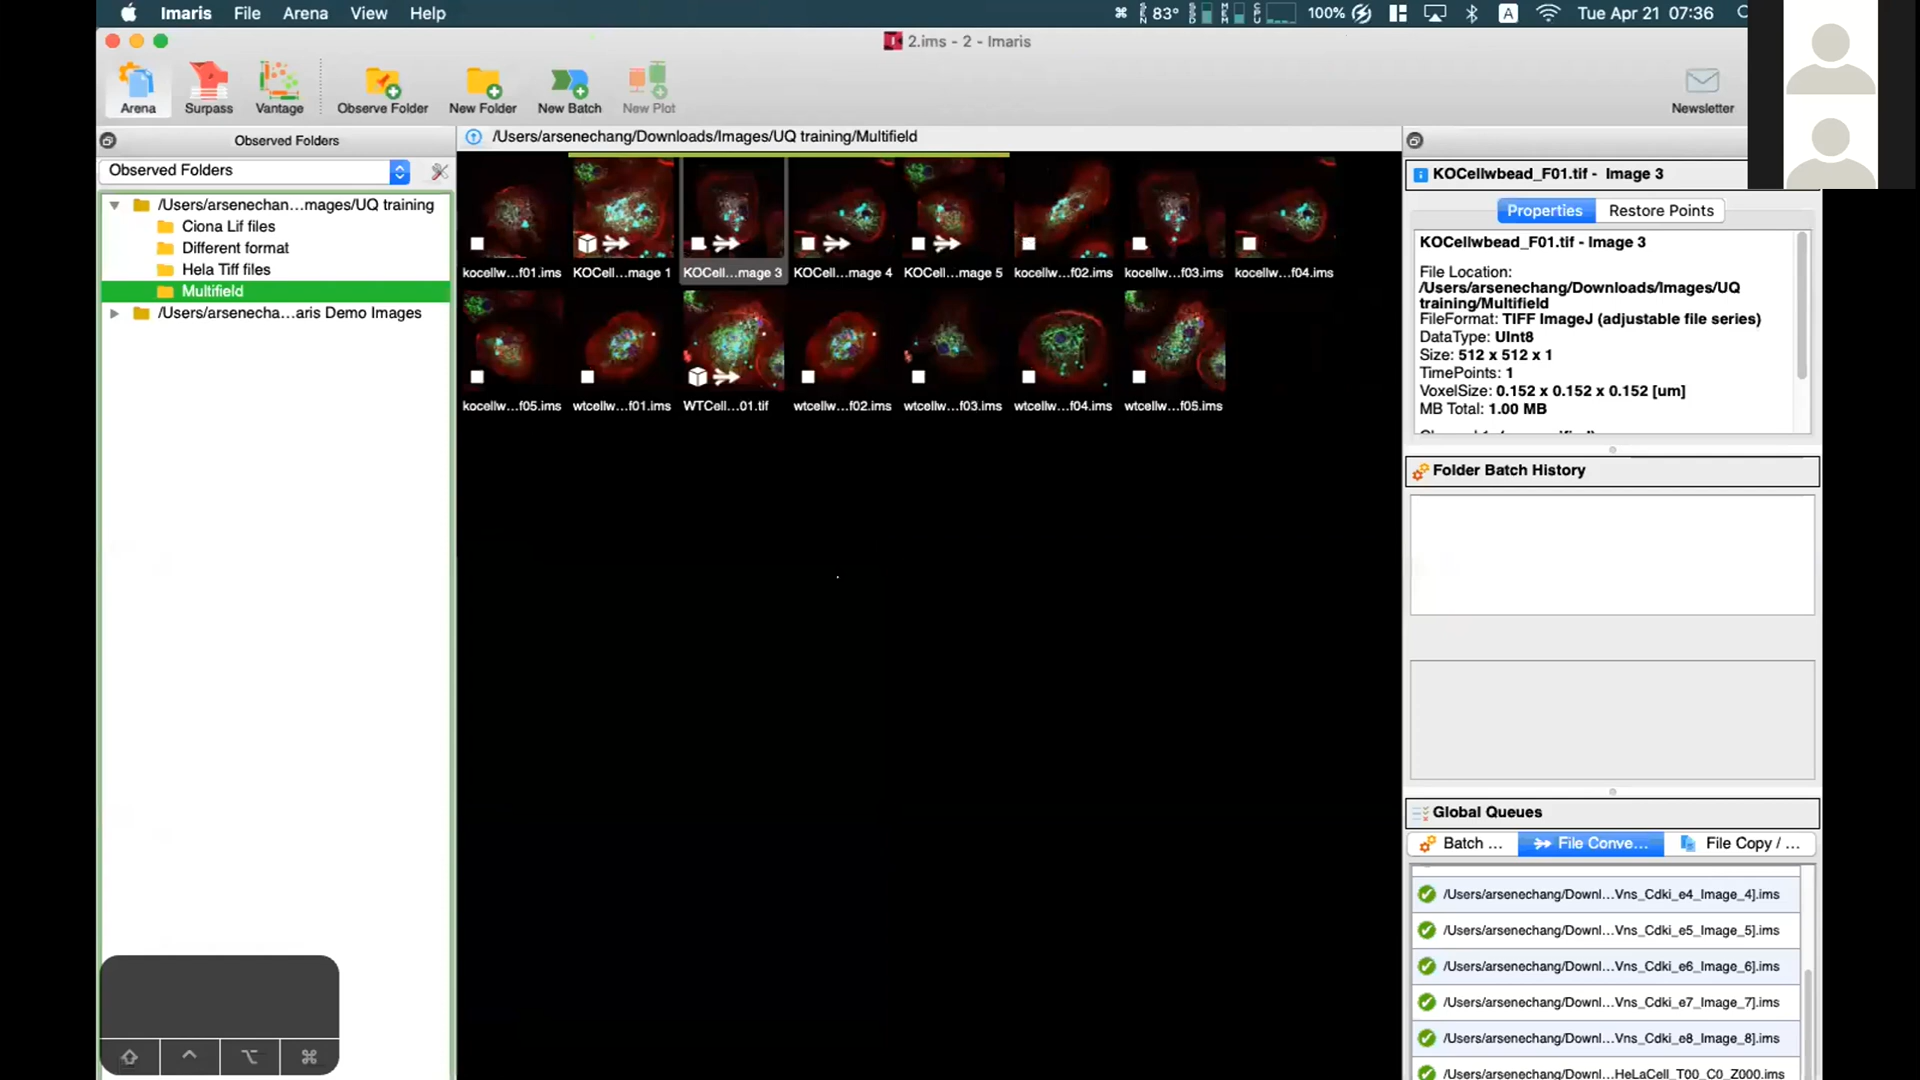 Imaris File Arena View Help
SEN 83° SSD MEM CPU 100% A Tue Apr 21 07:36
2.ims - 2 - Imaris
Arena Surpass Vantage Observe Folder New Folder New Batch New Plot Newsletter
Observed Folders
/Users/arsenechang/Downloads/Images/UQ training/Multifield
Observed Folders
/Users/arsenechan...mages/UQ training
Ciona Lif files
Different format
Hela Tiff files
Multifield
/Users/arsenecha...aris Demo Images
kocellw...f01.ims KOCell...mage 1 KOCell...mage 3 KOCell...mage 4 KOCell...mage 5 kocellw...f02.ims kocellw...f03.ims kocellw...f04.ims
kocellw...f05.ims wtcellw...f01.ims WTCell...01.tif wtcellw...f02.ims wtcellw...f03.ims wtcellw...f04.ims wtcellw...f05.ims
KOCellwbead_F01.tif - Image 3
Properties Restore Points
KOCellwbead_F01.tif - Image 3
File Location:
/Users/arsenechang/Downloads/Images/UQ
training/Multifield
FileFormat: TIFF ImageJ (adjustable file series)
DataType: UInt8
Size: 512 x 512 x 1
TimePoints: 1
VoxelSize: 0.152 x 0.152 x 0.152 [um]
MB Total: 1.00 MB
Folder Batch History
Global Queues
Batch ... File Conve... File Copy / ...
/Users/arsenechang/Downl...Vns_Cdki_e4_Image_4].ims
/Users/arsenechang/Downl...Vns_Cdki_e5_Image_5].ims
/Users/arsenechang/Downl...Vns_Cdki_e6_Image_6].ims
/Users/arsenechang/Downl...Vns_Cdki_e7_Image_7].ims
/Users/arsenechang/Downl...Vns_Cdki_e8_Image_8].ims
/Users/arsenechang/Downl...HeLaCell_T00_C0_Z000.ims